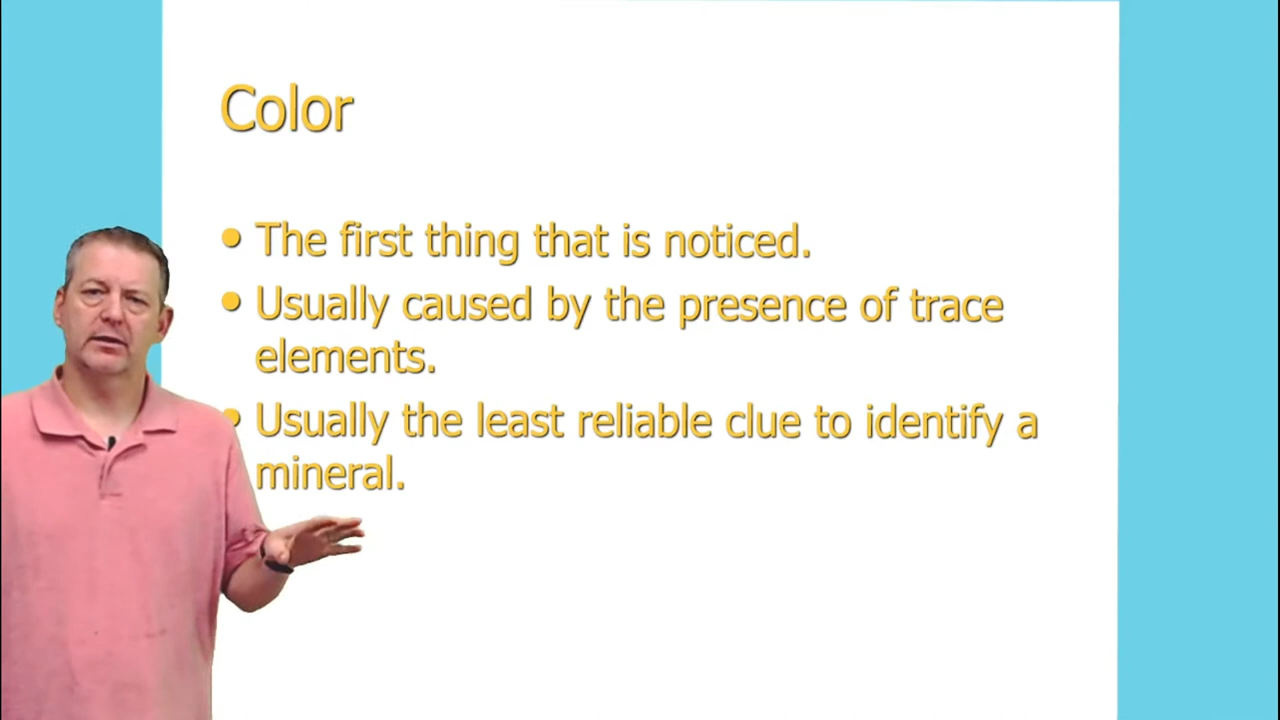 Color
• The first thing that is noticed.
• Usually caused by the presence of trace
elements.
• Usually the least reliable clue to identify a
mineral.